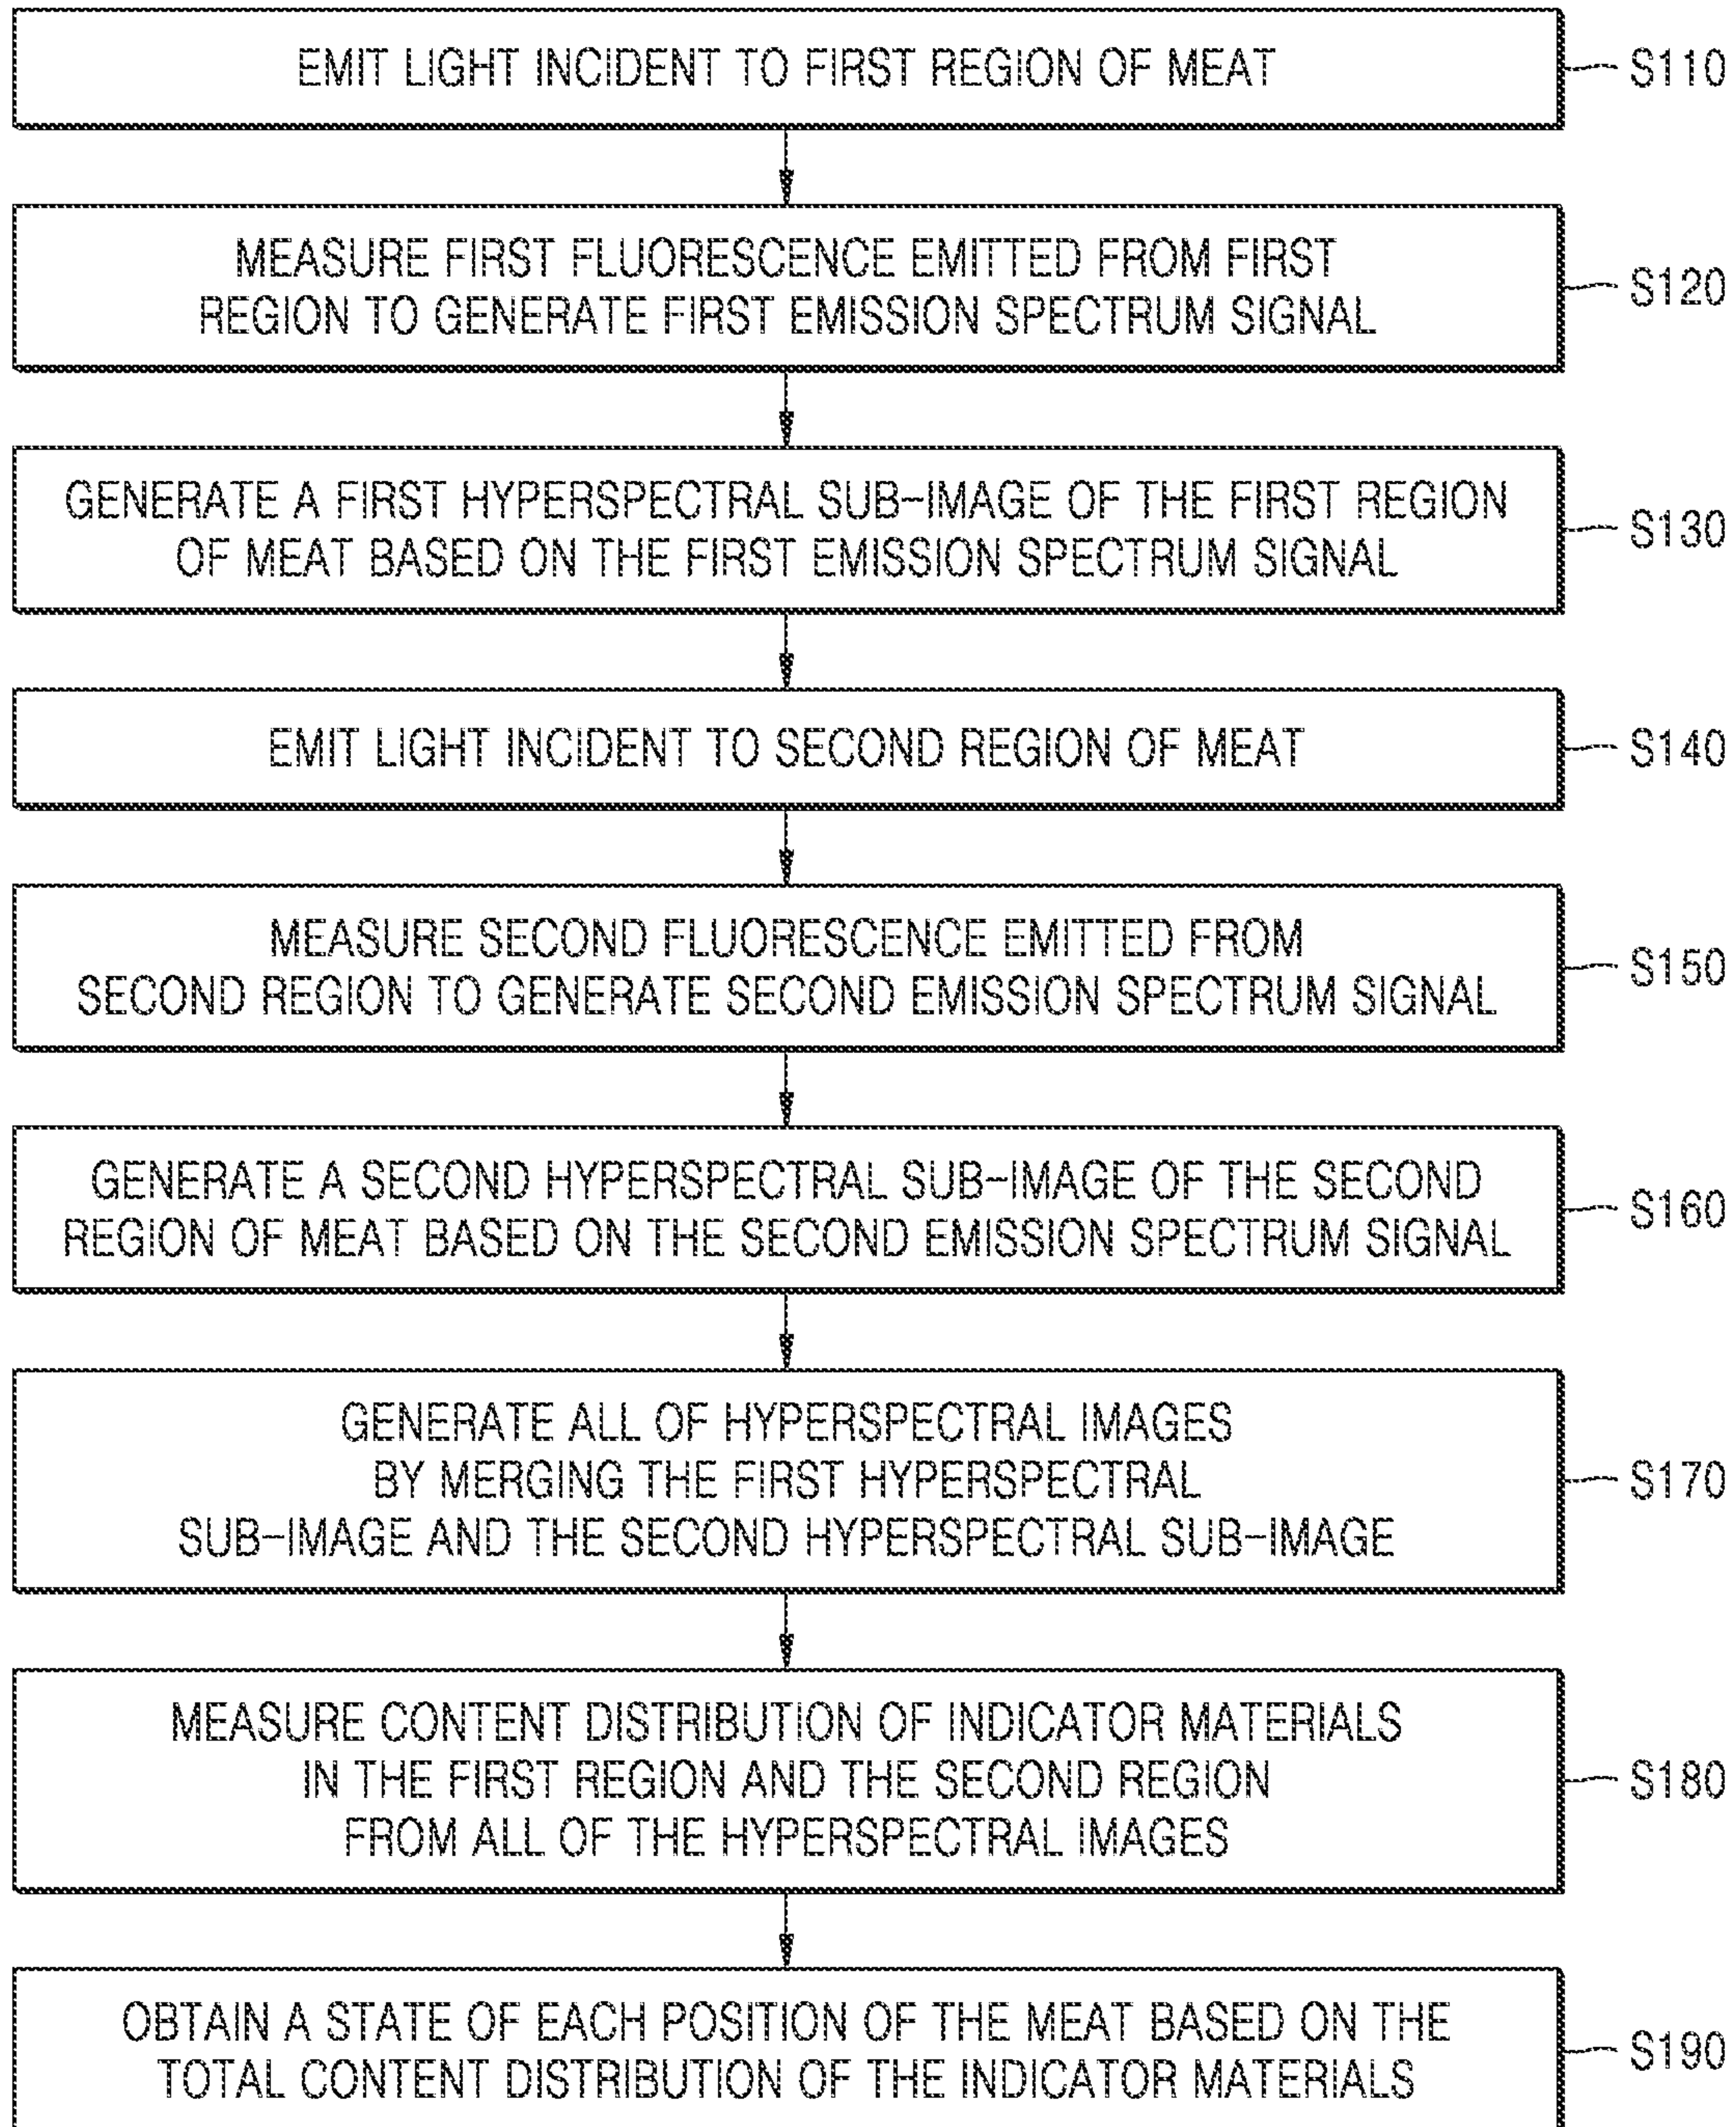 EMIT LIGHT INCIDENT TO FIRST REGION OF MEAT
S110
MEASURE FIRST FLUORESCENCE EMITTED FROM FIRST
REGION TO GENERATE FIRST EMISSION SPECTRUM SIGNAL
S120
GENERATE A FIRST HYPERSPECTRAL SUB-IMAGE OF THE FIRST REGION
OF MEAT BASED ON THE FIRST EMISSION SPECTRUM SIGNAL
S130
EMIT LIGHT INCIDENT TO SECOND REGION OF MEAT
S140
MEASURE SECOND FLUORESCENCE EMITTED FROM
SECOND REGION TO GENERATE SECOND EMISSION SPECTRUM SIGNAL
S150
GENERATE A SECOND HYPERSPECTRAL SUB-IMAGE OF THE SECOND
REGION OF MEAT BASED ON THE SECOND EMISSION SPECTRUM SIGNAL
S160
GENERATE ALL OF HYPERSPECTRAL IMAGES
BY MERGING THE FIRST HYPERSPECTRAL
SUB-IMAGE AND THE SECOND HYPERSPECTRAL SUB-IMAGE
S170
MEASURE CONTENT DISTRIBUTION OF INDICATOR MATERIALS
IN THE FIRST REGION AND THE SECOND REGION
FROM ALL OF THE HYPERSPECTRAL IMAGES
S180
OBTAIN A STATE OF EACH POSITION OF THE MEAT BASED ON THE
TOTAL CONTENT DISTRIBUTION OF THE INDICATOR MATERIALS
S190